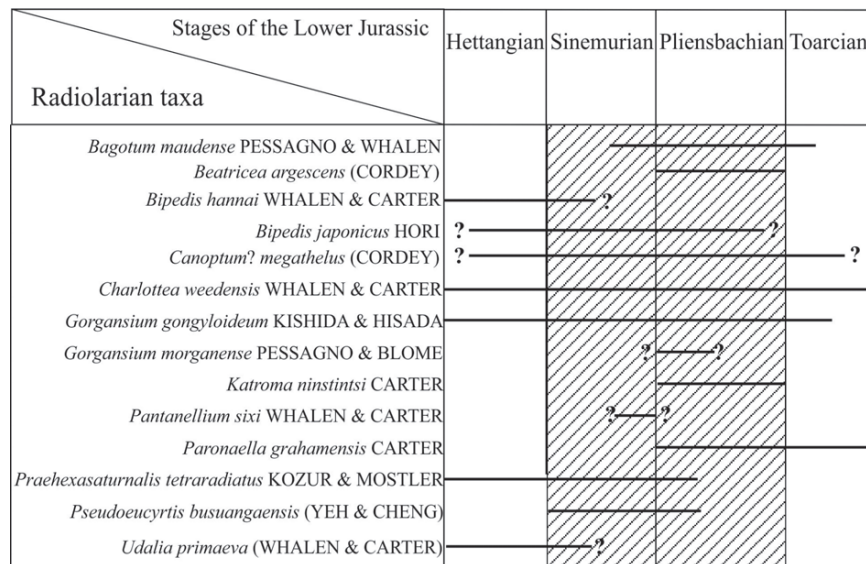 Stages of the Lower Jurassic
Radiolarian taxa
Hettangian Sinemurian Pliensbachian Toarcian
Bagotum maudense PESSAGNO & WHALEN
Beatricea argescens (CORDEY)
Bipedis hannai WHALEN & CARTER ?
Bipedis japonicus HORI ? ?
Canoptum? megathelus (CORDEY) ? ?
Charlottea weedensis WHALEN & CARTER
Gorgansium gongyloideum KISHIDA & HISADA
Gorgansium morganense PESSAGNO & BLOME ? ?
Katroma ninstintsi CARTER
Pantanellium sixi WHALEN & CARTER ? ?
Paronaella grahamensis CARTER
Praehexasaturnalis tetraradiatus KOZUR & MOSTLER
Pseudoeucyrtis busuangaensis (YEH & CHENG)
Udalia primaeva (WHALEN & CARTER) ?